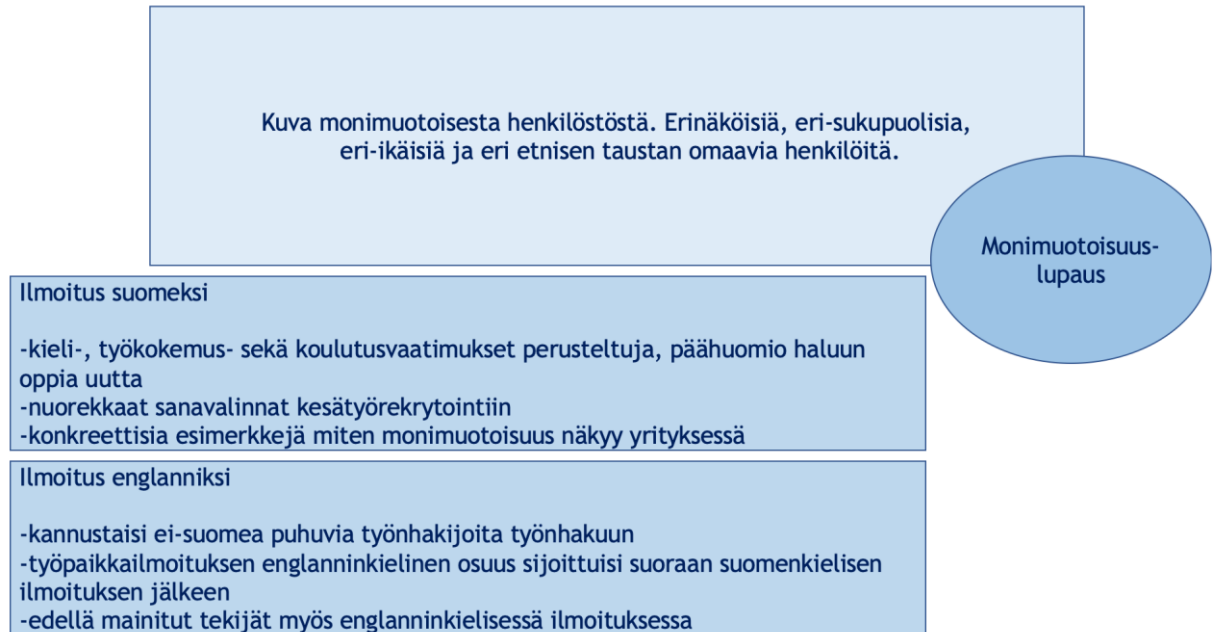 Kuva monimuotoisesta henkilöstöstä. Erinäköisiä, eri-sukupuolisia,
eri-ikäisiä ja eri etnisen taustan omaavia henkilöitä.
Monimuotoisuus-
lupaus
Ilmoitus suomeksi
-kieli-, työkokemus- sekä koulutusvaatimukset perusteltuja, päähuomio haluun
oppia uutta
-nuorekkaat sanavalinnat kesätyörekrytointiin
-konkreettisia esimerkkejä miten monimuotoisuus näkyy yrityksessä
Ilmoitus englanniksi
-kannustaisi ei-suomea puhuvia työnhakijoita työnhakuun
-työpaikkailmoituksen englanninkielinen osuus sijoittuisi suoraan suomenkielisen
ilmoituksen jälkeen
-edellä mainitut tekijät myös englanninkielisessä ilmoituksessa